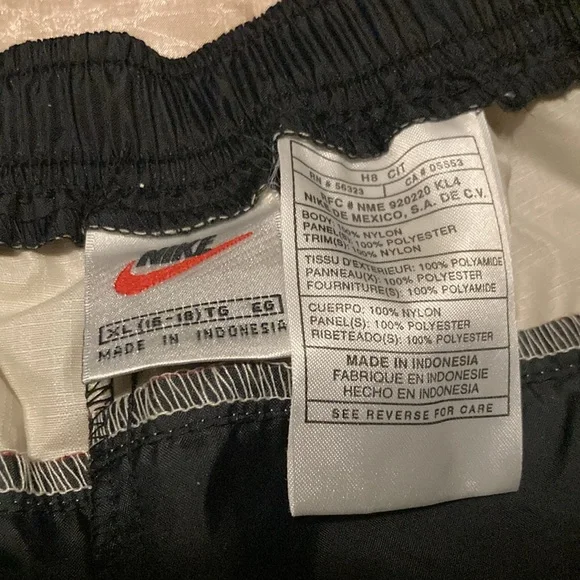 NIKE
XL (16-18) TG EG
MADE IN INDONESIA
H8 CIT
RN # 56323 CA # 05553
RFC # NME 920220 KL4
NIKE DE MEXICO, S.A. DE C.V.
BODY: 100% NYLON
PANEL(S): 100% POLYESTER
TRIM(S): 100% NYLON
TISSU D'EXTERIEUR: 100% POLYAMIDE
PANNEAU(X): 100% POLYESTER
FOURNITURE(S): 100% POLYAMIDE
CUERPO: 100% NYLON
PANEL(S): 100% POLYESTER
RIBETEADO(S): 100% NYLON
MADE IN INDONESIA
FABRIQUE EN INDONESIE
HECHO EN INDONESIA
SEE REVERSE FOR CARE